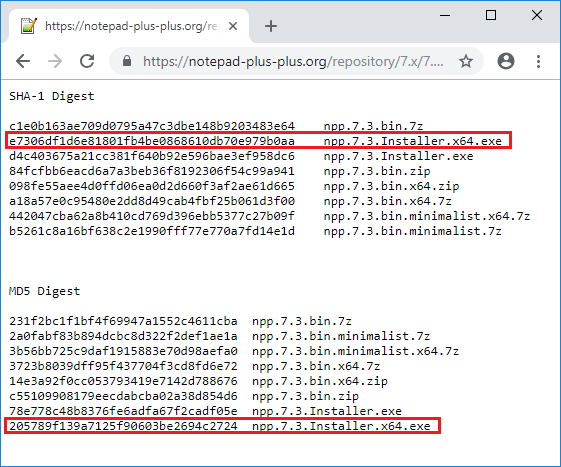 https://notepad-plus-plus.org/rep
https://notepad-plus-plus.org/repository/7.x/7....
SHA-1 Digest
c1e0b163ae709d0795a47c3dbe148b9203483e64    npp.7.3.bin.7z
e7306df1d6e81801fb4be0868610db70e979b0aa    npp.7.3.Installer.x64.exe
d4c403675a21cc381f640b92e596bae3ef958dc6    npp.7.3.Installer.exe
84fcfbb6eacd6a7a3beb36f8192306f54c99a941    npp.7.3.bin.zip
098fe55aee4d0ffd06ea0d2d660f3af2ae61d665    npp.7.3.bin.x64.zip
a18a57e0c95480e2dd8d49cab4fbf25b061d3f00    npp.7.3.bin.x64.7z
442047cba62a8b410cd769d396ebb5377c27b09f    npp.7.3.bin.minimalist.x64.7z
b5261c8a16bf638c2e1990fff77e770a7fd14e1d    npp.7.3.bin.minimalist.7z
MD5 Digest
231f2bc1f1bf4f69947a1552c4611cba  npp.7.3.bin.7z
2a0fabf83b894dcbc8d322f2def1ae1a  npp.7.3.bin.minimalist.7z
3b56bb725c9daf1915883e70d98aefa0  npp.7.3.bin.minimalist.x64.7z
3723b8039dff95f437704f3cd8fd6e72  npp.7.3.bin.x64.7z
14e3a92f0cc053793419e7142d788676  npp.7.3.bin.x64.zip
c55109908179eecdabcba02a38d854d6  npp.7.3.bin.zip
78e778c48b8376fe6adfa67f2cadf05e  npp.7.3.Installer.exe
205789f139a7125f90603be2694c2724  npp.7.3.Installer.x64.exe